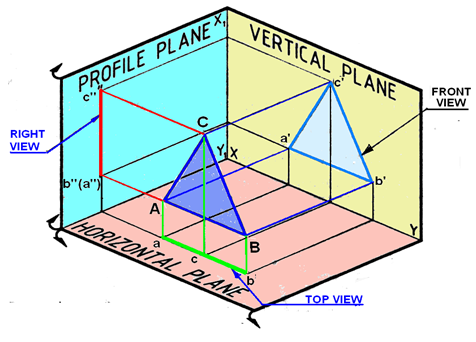 X₁
PROFILE PLANE
VERTICAL PLANE
c''
c'
FRONT
VIEW
RIGHT
VIEW
C
a'
Y₁ X
b''(a'')
b'
A
B
Y
a
c
b
HORIZONTAL PLANE
TOP VIEW